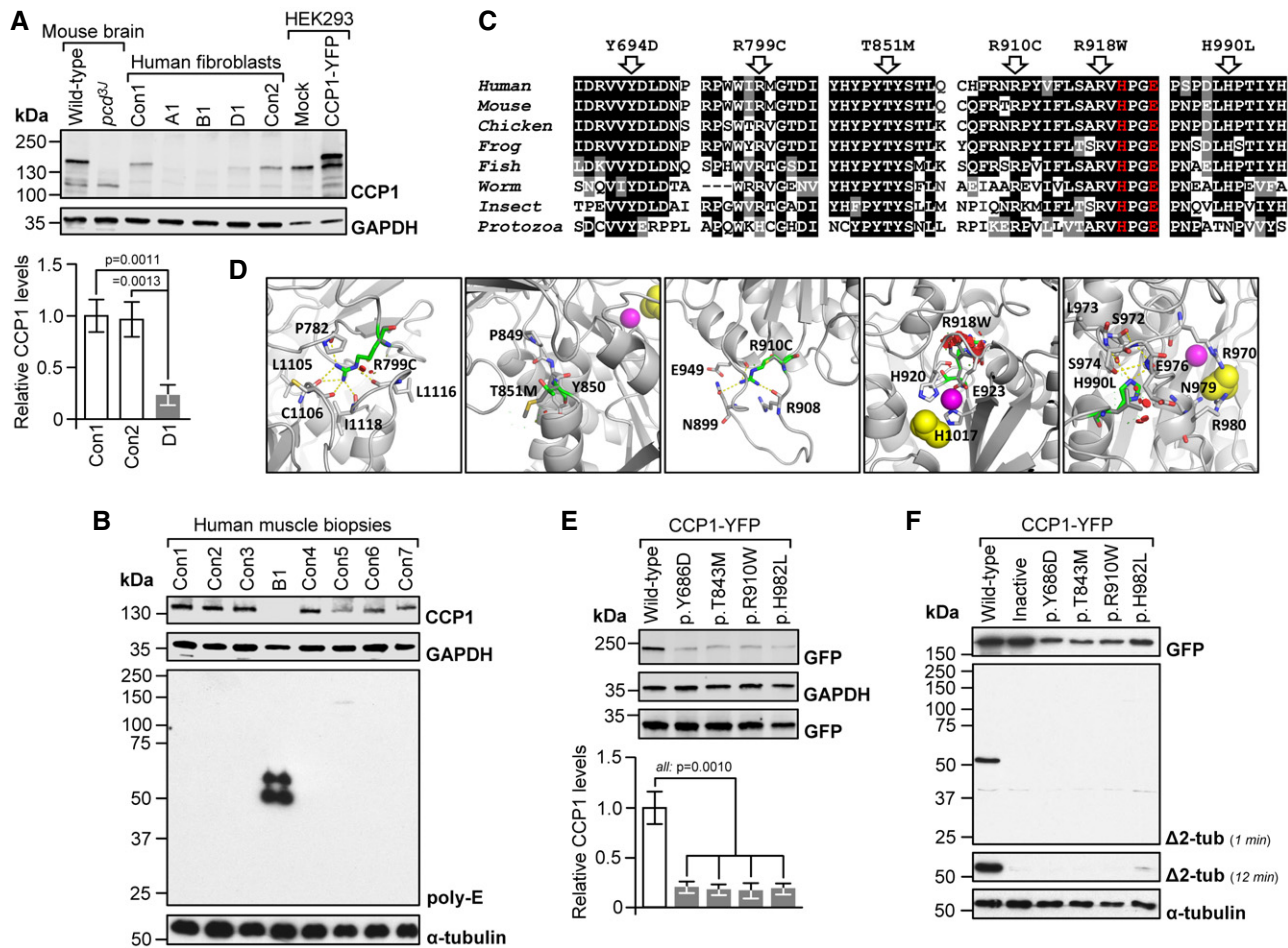 A
Mouse brain
HEK293
Human fibroblasts
Wild-type
pcd3J
Con1
A1
B1
D1
Con2
Mock
CCP1-YFP
kDa
250
130
100
CCP1
35
GAPDH
Relative CCP1 levels
1.5
1.0
0.5
0
p=0.0011
=0.0013
Con1
Con2
D1
B
Human muscle biopsies
Con1
Con2
Con3
B1
Con4
Con5
Con6
Con7
kDa
130
CCP1
35
GAPDH
250
150
100
75
50
37
25
poly-E
50
α-tubulin
C
Y694D R799C T851M R910C R918W H990L
Human IDRVVYDLDNP RPWWIRMGTDI YHYPYTYSTLQ CHFRNRPYVFLSARVHPGE PSPDLHPTIYH
Mouse IDRVVYDLDNP RPWWIRMGTDI YHYPYTYSTLQ CQFRTRPYIFLSARVHPGE PNPDLHPTIYH
Chicken IDRVVYDLDNS RPSWTRVGTDI YHYPYTYSTLK CQFRNRPYIFLSARVHPGE PNPDLHPTIYH
Frog IDRVVYDLDNP RPWWYRVGTDI YHYPYTYSTLM CYFRNRPYIFLTSRVHPGE PNSDLHSTIYH
Fish LDKVVYDLDNQ SPHWVRTGTDI YHYPYTYSMLKS KQFRSRPVIFLSARVHPGE PNAELHPTIYH
Worm SNQVIYDLDTA ---WRRVGENV YHYPYTYSFLN AEIAAREVIVLSARVHPGE PNEALHPEVFA
Insect TPEVVYDLDAI RPGWVRTGADI YHFPYTYSLLM NPIQNRKMIFLTSRVHPGE PNQVLHPVIYH
Protozoa SDCVVYERPPL APQWKHCGHDI NCYPYTYSNLL RPIKERPVLLVTARVHPGE PNPATNPVVYS
D
P782
L1105
R799C
L1116
C1106
I1118
P849
T851M
Y850
R910C
E949
R908
N899
R918W
H920
E923
H1017
L973
S972
S974
R970
E976
H990L
N979
R980
E
CCP1-YFP
Wild-type
p.Y686D
p.T843M
p.R910W
p.H982L
kDa
250
GFP
35
GAPDH
35
GFP
Relative CCP1 levels
1.5
1.0
0.5
0
all: p=0.0010
F
CCP1-YFP
Wild-type
Inactive
p.Y686D
p.T843M
p.R910W
p.H982L
kDa
150
GFP
250
150
100
75
50
37
25
Δ2-tub (1 min)
50
Δ2-tub (12 min)
50
α-tubulin